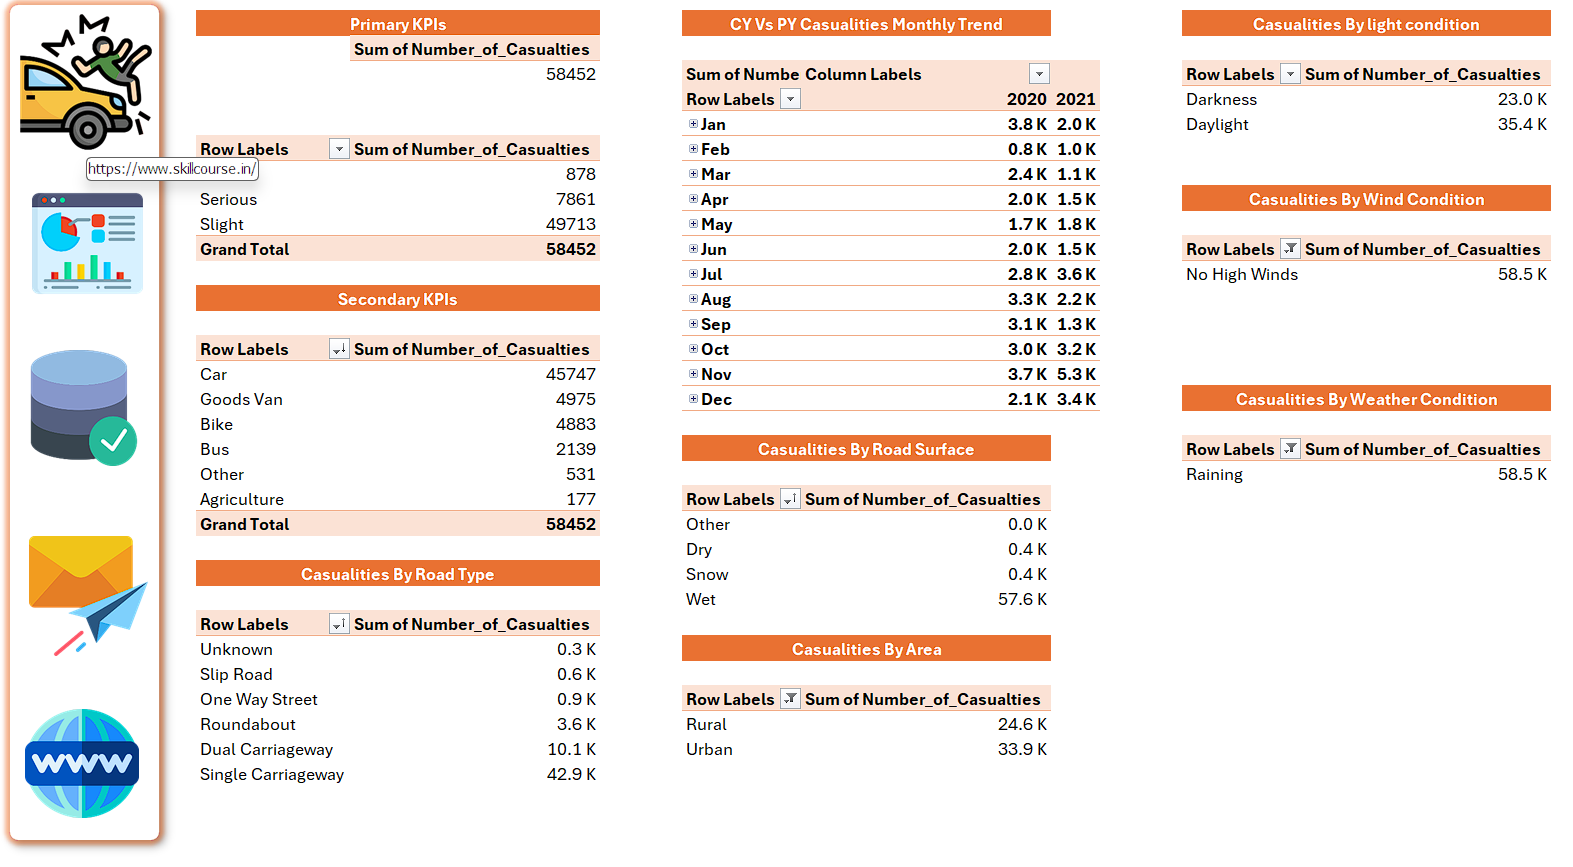 Primary KPIs
Sum of Number_of_Casualties
58452
Row Labels Sum of Number_of_Casualties
https://www.skillcourse.in/
878
Serious 7861
Slight 49713
Grand Total 58452
Secondary KPIs
Row Labels Sum of Number_of_Casualties
Car 45747
Goods Van 4975
Bike 4883
Bus 2139
Other 531
Agriculture 177
Grand Total 58452
Casualities By Road Type
Row Labels Sum of Number_of_Casualties
Unknown 0.3 K
Slip Road 0.6 K
One Way Street 0.9 K
Roundabout 3.6 K
Dual Carriageway 10.1 K
Single Carriageway 42.9 K
CY Vs PY Casualities Monthly Trend
Sum of Numbe Column Labels
Row Labels 2020 2021
Jan 3.8 K 2.0 K
Feb 0.8 K 1.0 K
Mar 2.4 K 1.1 K
Apr 2.0 K 1.5 K
May 1.7 K 1.8 K
Jun 2.0 K 1.5 K
Jul 2.8 K 3.6 K
Aug 3.3 K 2.2 K
Sep 3.1 K 1.3 K
Oct 3.0 K 3.2 K
Nov 3.7 K 5.3 K
Dec 2.1 K 3.4 K
Casualities By Road Surface
Row Labels Sum of Number_of_Casualties
Other 0.0 K
Dry 0.4 K
Snow 0.4 K
Wet 57.6 K
Casualities By Area
Row Labels Sum of Number_of_Casualties
Rural 24.6 K
Urban 33.9 K
Casualities By light condition
Row Labels Sum of Number_of_Casualties
Darkness 23.0 K
Daylight 35.4 K
Casualities By Wind Condition
Row Labels Sum of Number_of_Casualties
No High Winds 58.5 K
Casualities By Weather Condition
Row Labels Sum of Number_of_Casualties
Raining 58.5 K
www